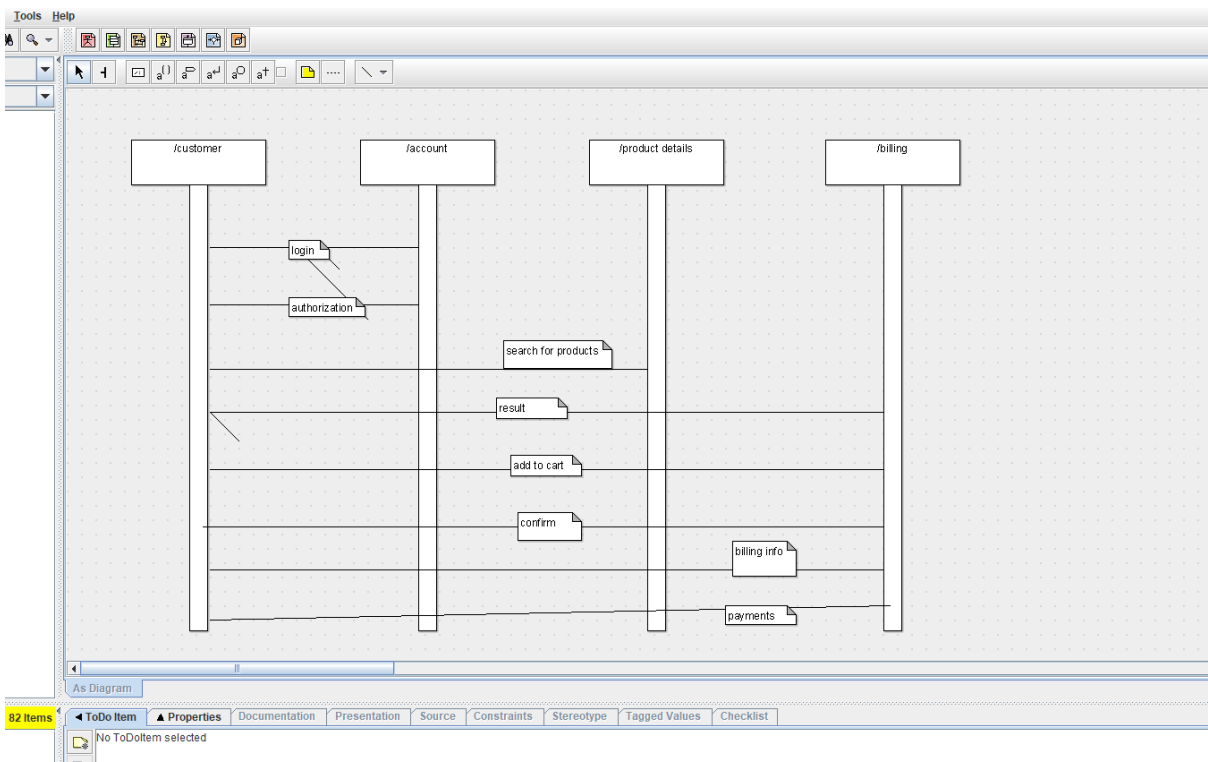 Tools Help
/customer /account /product details /billing
login
authorization
search for products
result
add to cart
confirm
billing info
payments
As Diagram
82 Items
ToDo Item Properties Documentation Presentation Source Constraints Stereotype Tagged Values Checklist
No ToDoItem selected